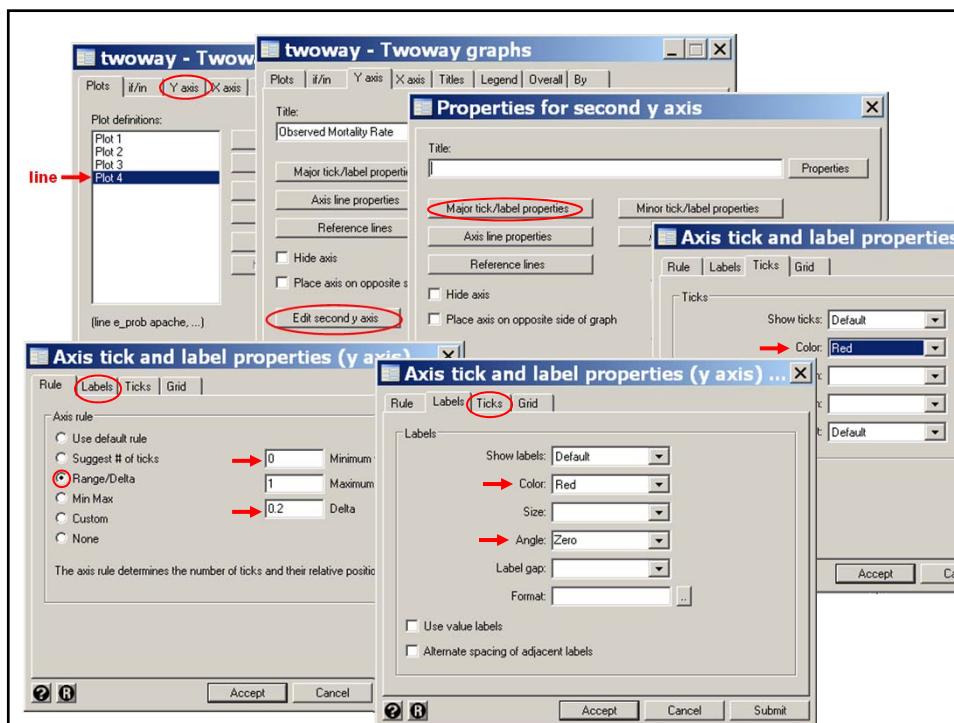 twoway - Twow
Plots if/in Y axis X axis
Plot definitions:
Plot 1
Plot 2
Plot 3
line
Plot 4
(line e_prob apache, ...)
twoway - Twoway graphs
Plots if/in Y axis X axis Titles Legend Overall By
Title:
Observed Mortality Rate
Major tick/label properti
Axis line properties
Reference lines
Hide axis
Place axis on opposite s
Edit second y axis
Properties for second y axis
Title:
Properties
Major tick/label properties
Minor tick/label properties
Axis line properties
Reference lines
Hide axis
Place axis on opposite side of graph
Axis tick and label properties
Rule Labels Ticks Grid
Ticks
Show ticks: Default
Color: Red
Default
Accept
Ca
Axis tick and label properties (y axis)
Rule Labels Ticks Grid
Axis rule
Use default rule
Suggest # of ticks
Range/Delta
Min Max
Custom
None
0 Minimum
1 Maximum
0.2 Delta
The axis rule determines the number of ticks and their relative positio
Accept Cancel
Axis tick and label properties (y axis) ...
Rule Labels Ticks Grid
Labels
Show labels: Default
Color: Red
Size:
Angle: Zero
Label gap:
Format:
..
Use value labels
Alternate spacing of adjacent labels
? R
Accept Cancel Submit